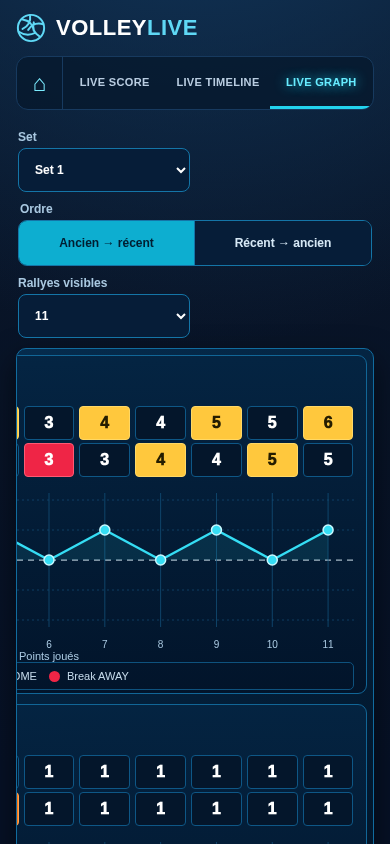 VOLLEYLIVE
LIVE SCORE LIVE TIMELINE LIVE GRAPH
Set
Set 1
Ordre
Ancien → récent Récent → ancien
Rallyes visibles
11
3 4 4 5 5 6
3 3 4 4 5 5
6 7 8 9 10 11
Points joués
Break AWAY
1 1 1 1 1 1
1 1 1 1 1 1